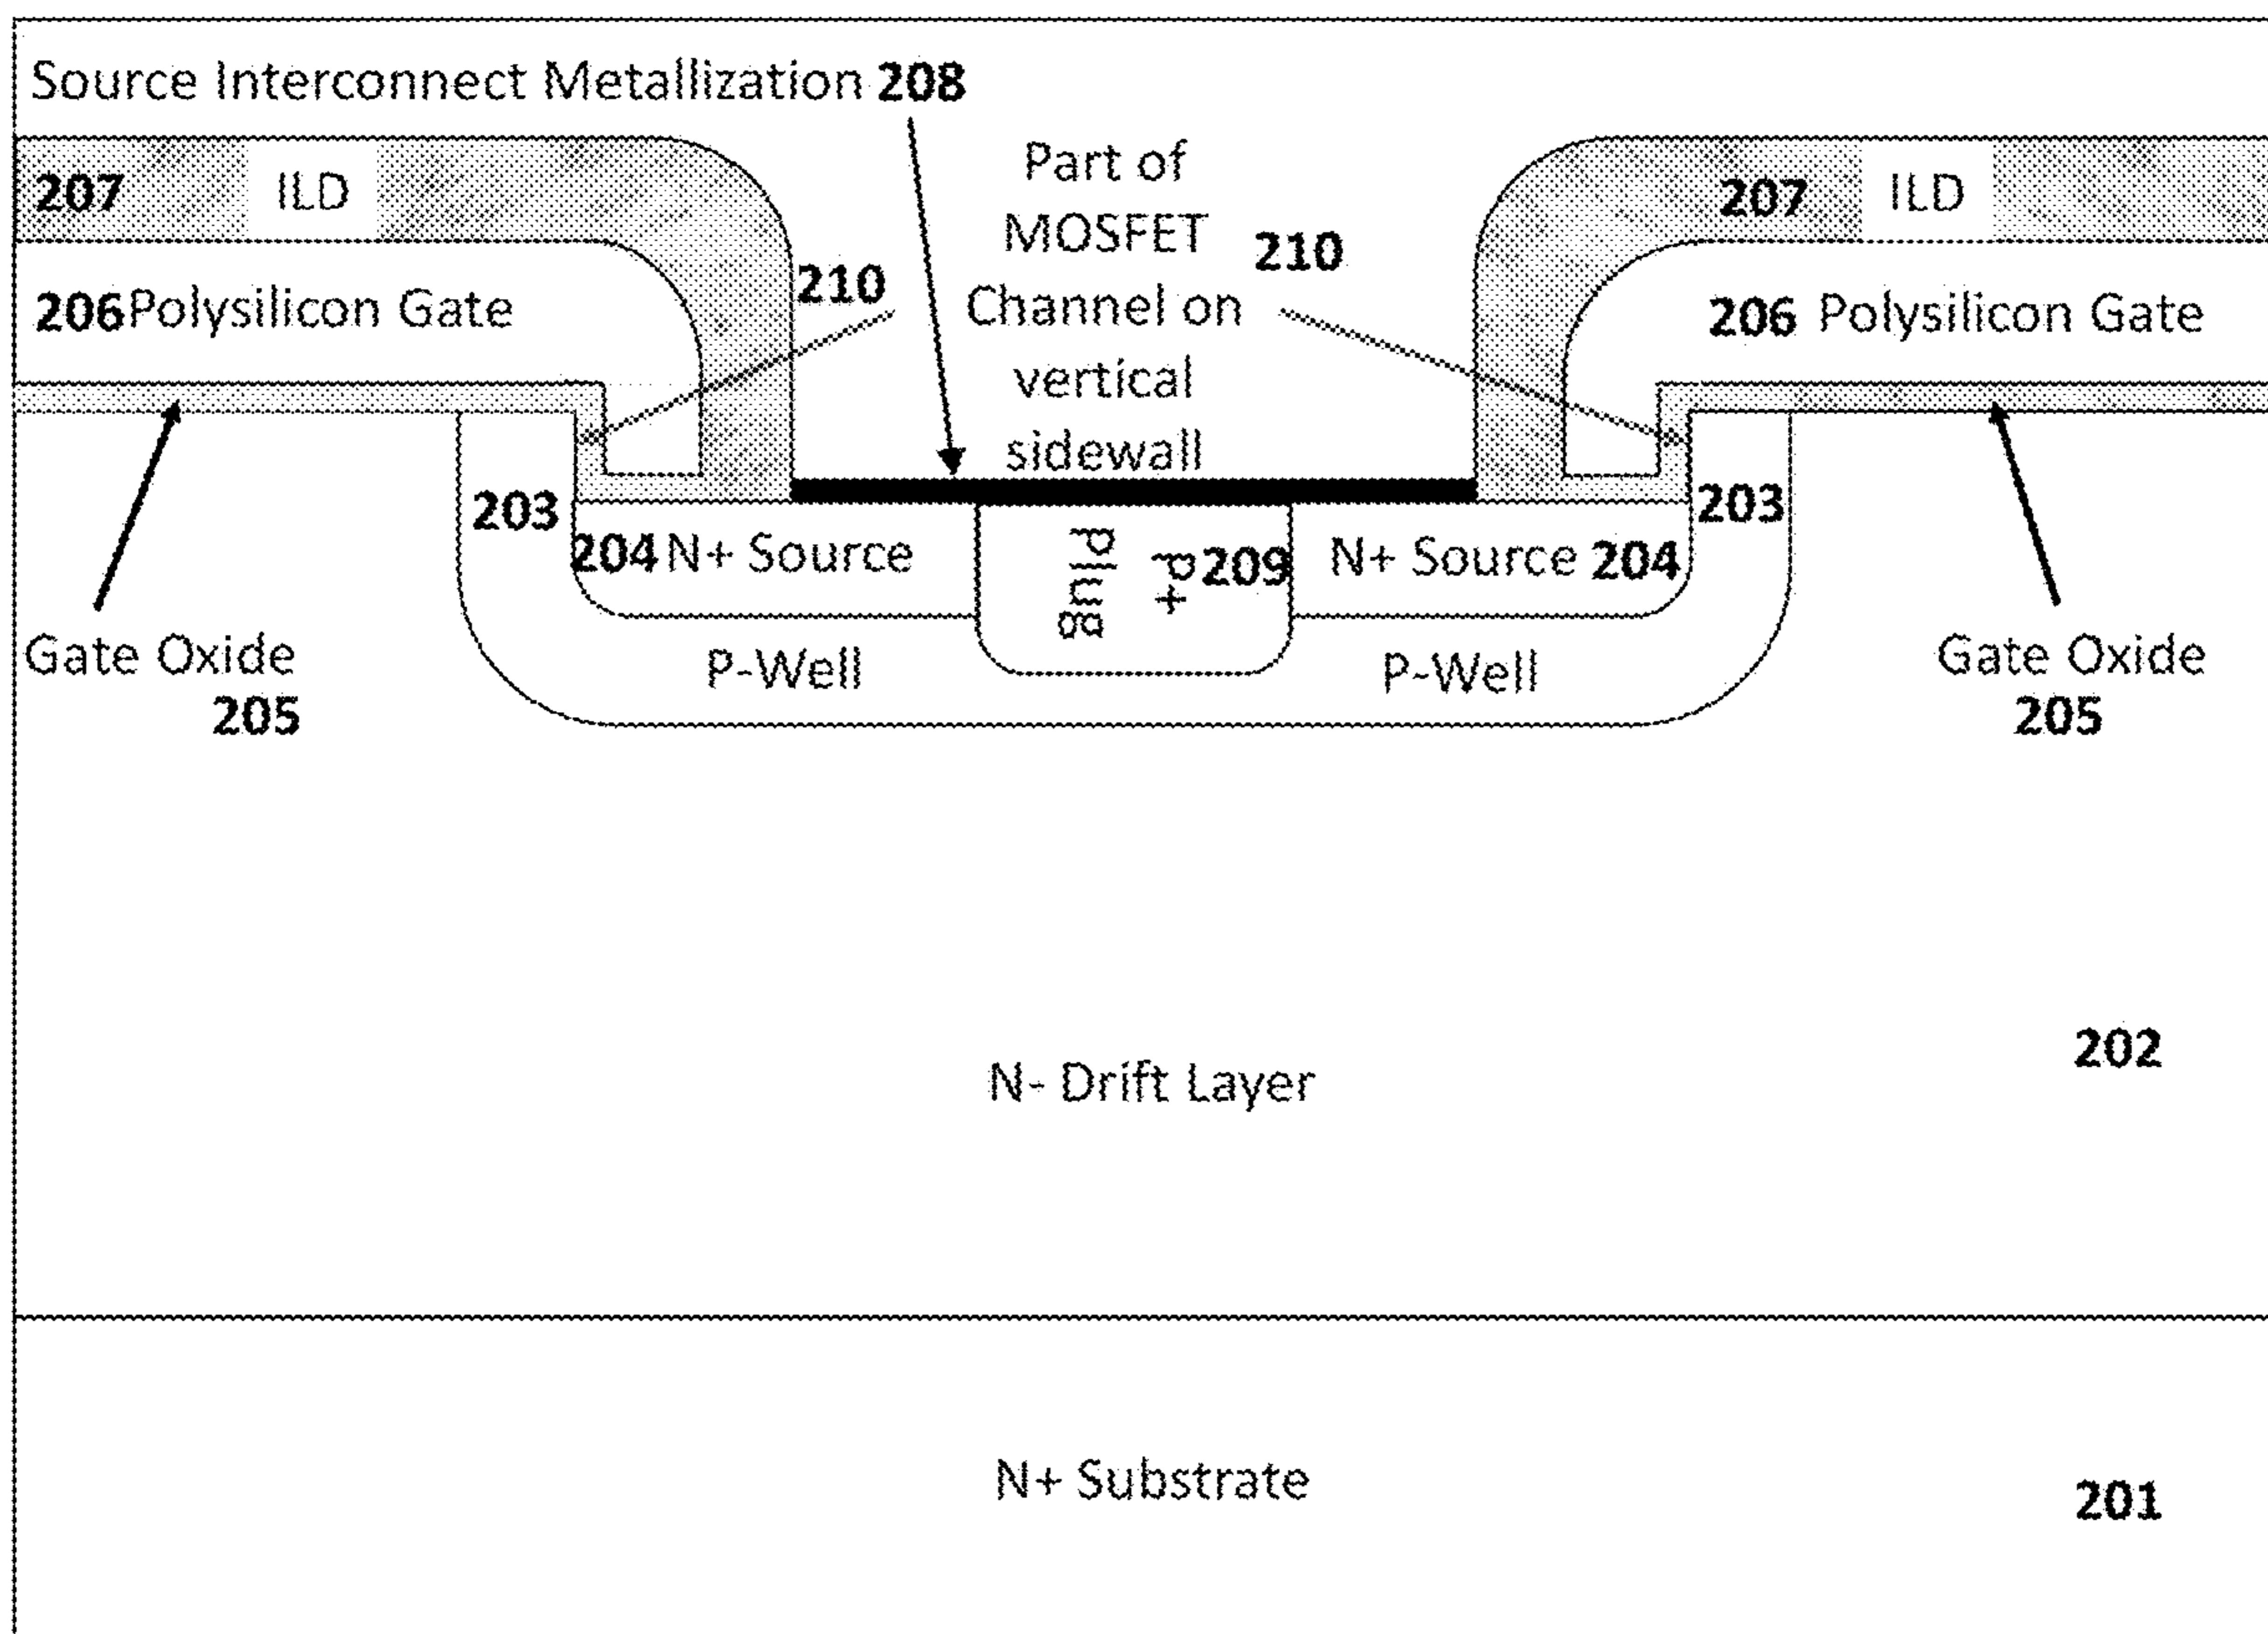 Source Interconnect Metallization 208
207 ILD
Part of
MOSFET
Channel on
vertical
sidewall
210
210
207 ILD
206 Polysilicon Gate
206 Polysilicon Gate
203
204 N+ Source
P+
plug
209
N+ Source 204
203
Gate Oxide
205
P-Well
P-Well
Gate Oxide
205
N- Drift Layer
202
N+ Substrate
201